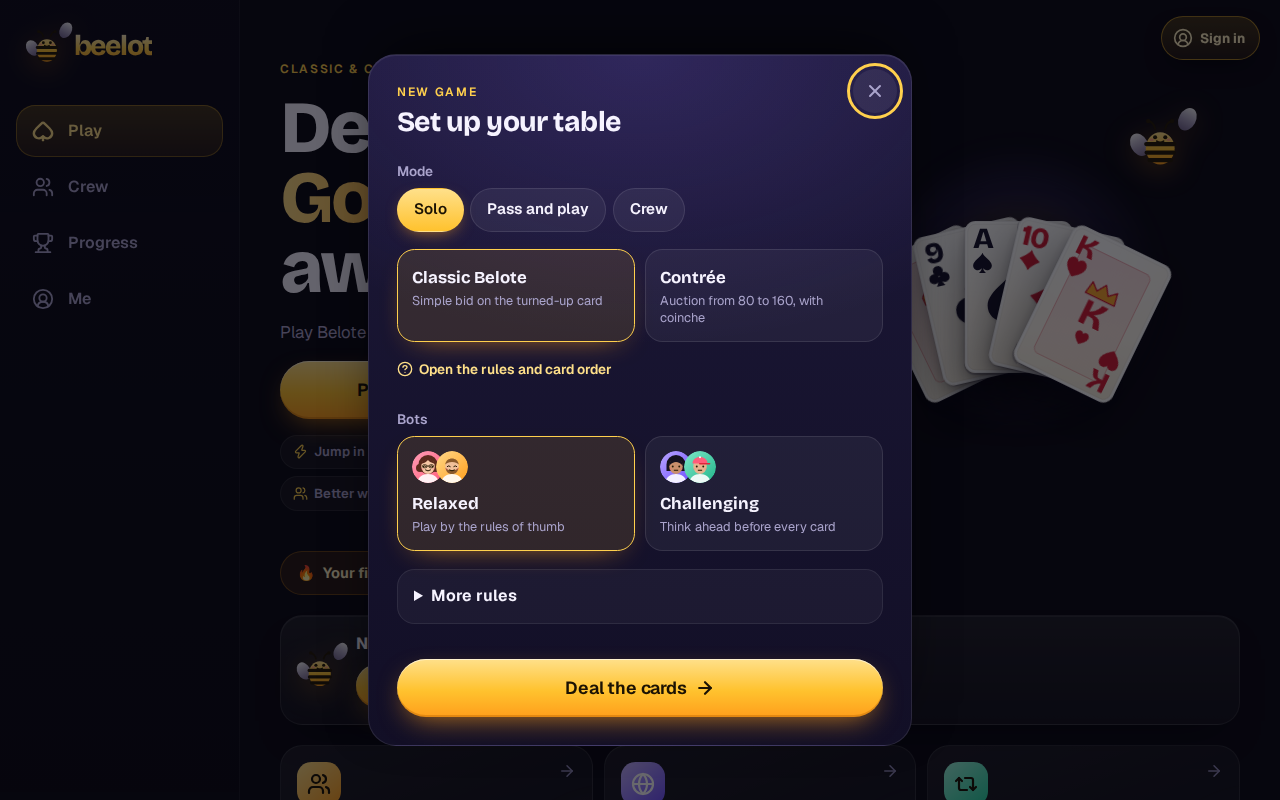 beelot
Play
Crew
Progress
Me
Sign in
CLASSIC & C
De
Go
aw
Play Belote
P
Jump in
Better w
🔥 Your fi
N
9
A
10
K
K
K
NEW GAME
Set up your table
Mode
Solo
Pass and play
Crew
Classic Belote
Simple bid on the turned-up card
Contrée
Auction from 80 to 160, with
coinche
Open the rules and card order
Bots
Relaxed
Play by the rules of thumb
Challenging
Think ahead before every card
More rules
Deal the cards →